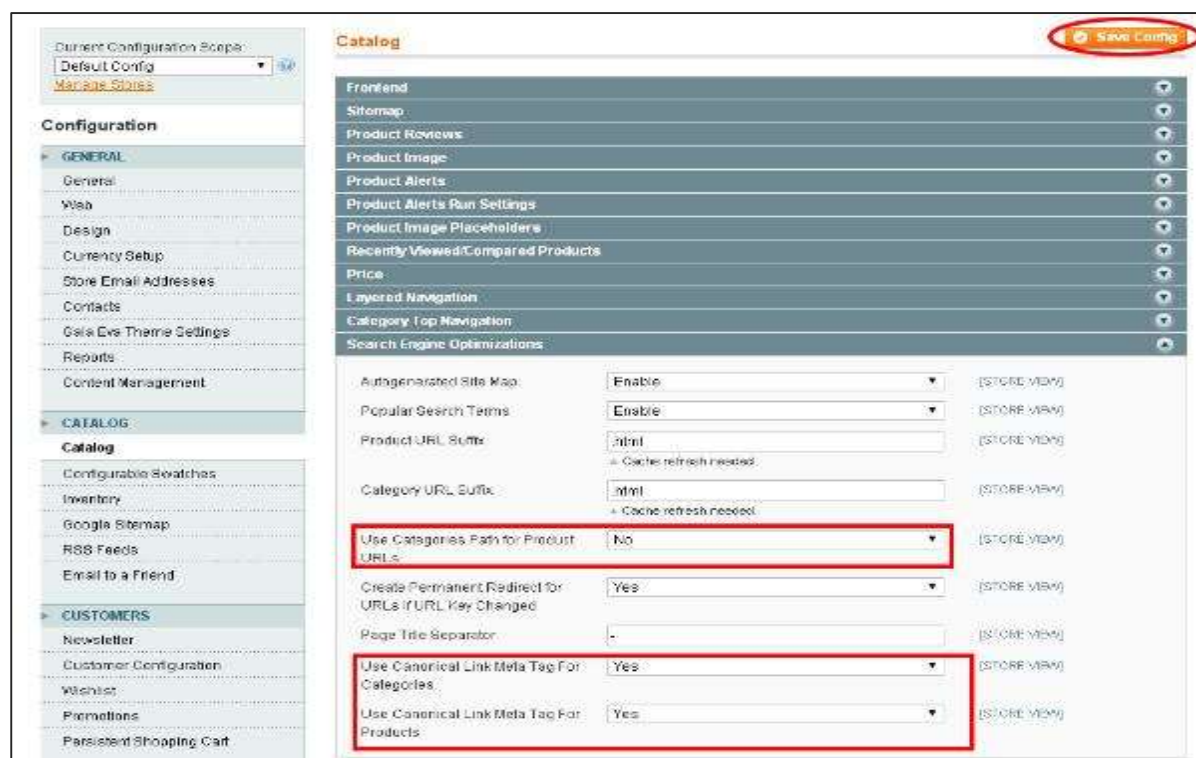 Current Configuration Scope:
Default Config
Manage Stores
Configuration
GENERAL
General
Web
Design
Currency Setup
Store Email Addresses
Contacts
Gala Eva Theme Settings
Reports
Content Management
CATALOG
Catalog
Configurable Swatches
Inventory
Google Sitemap
RSS Feeds
Email to a Friend
CUSTOMERS
Newsletter
Customer Configuration
Wishlist
Promotions
Persistent Shopping Cart
Catalog
Save Config
Frontend
Sitemap
Product Reviews
Product Image
Product Alerts
Product Alerts Run Settings
Product Image Placeholders
Recently Viewed/Compared Products
Price
Layered Navigation
Category Top Navigation
Search Engine Optimizations
Autogenerated Site Map Enable [STORE VIEW]
Popular Search Terms Enable [STORE VIEW]
Product URL Suffix .html [STORE VIEW]
Cache refresh needed.
Category URL Suffix .html [STORE VIEW]
Cache refresh needed.
Use Categories Path for Product No [STORE VIEW]
URLs
Create Permanent Redirect for Yes [STORE VIEW]
URLs if URL Key Changed
Page Title Separator - [STORE VIEW]
Use Canonical Link Meta Tag For Yes [STORE VIEW]
Categories
Use Canonical Link Meta Tag For Yes [STORE VIEW]
Products